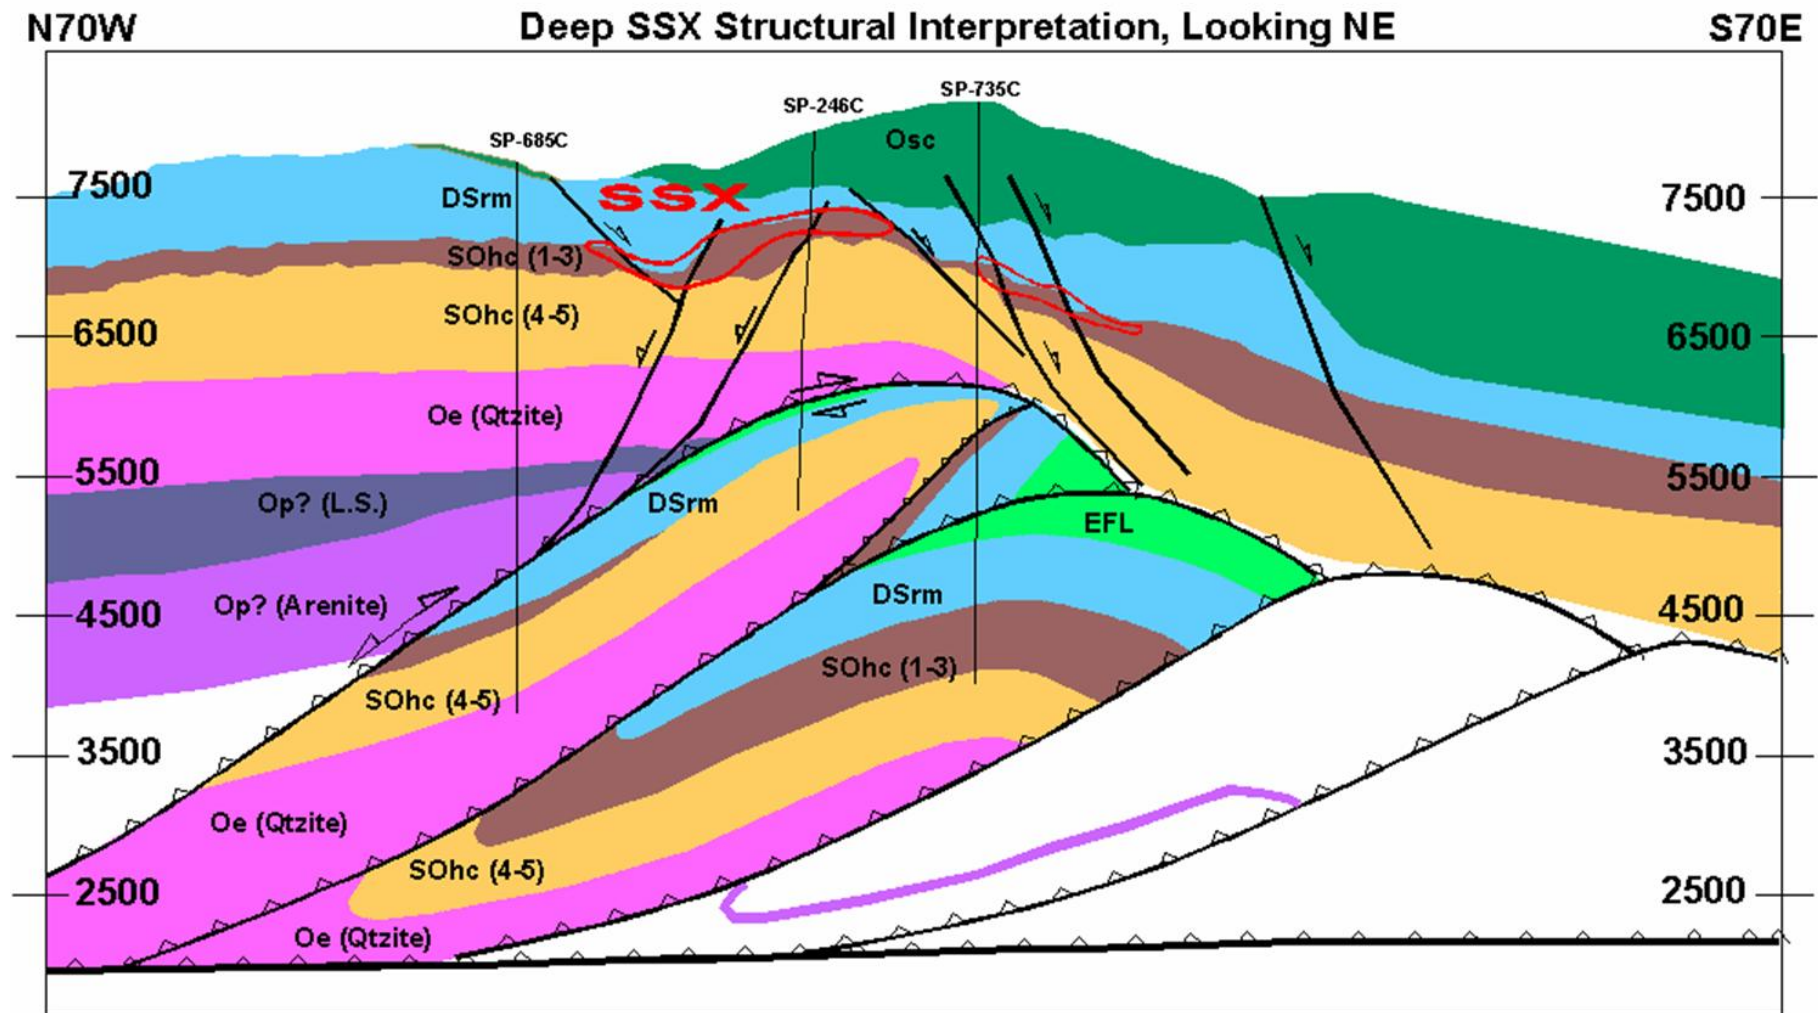 N70W Deep SSX Structural Interpretation, Looking NE S70E
SP-735C
SP-246C
SP-685C
Osc
7500 DSrm SSX 7500
SOhc (1-3)
SOhc (4-5)
6500 6500
Oe (Qtzite)
5500 5500
Op? (L.S.) DSrm
EFL
DSrm
Op? (Arenite)
4500 4500
SOhc (1-3)
SOhc (4-5)
3500 3500
Oe (Qtzite)
SOhc (4-5)
2500 2500
Oe (Qtzite)